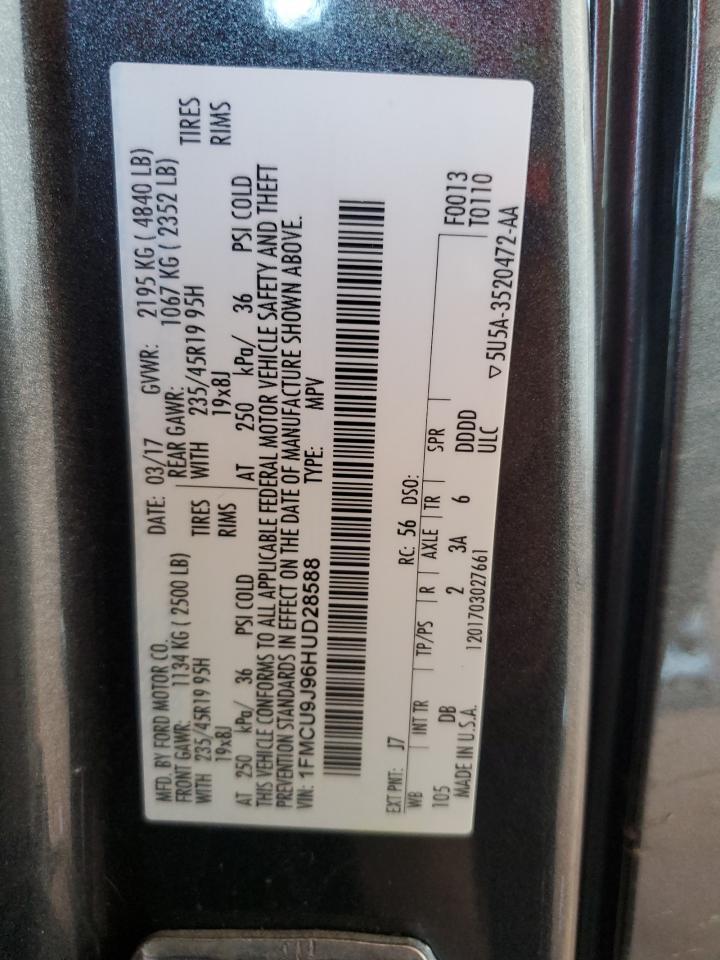 MFD. BY FORD MOTOR CO. DATE: 03/17 GVWR: 2195 KG ( 4840 LB)
FRONT GAWR: 1134 KG ( 2500 LB) REAR GAWR: 1067 KG ( 2352 LB)
WITH 235/45R19 95H TIRES WITH 235/45R19 95H TIRES
19x8J RIMS 19x8J RIMS
AT 250 kPa/ 36 PSI COLD AT 250 kPa/ 36 PSI COLD
THIS VEHICLE CONFORMS TO ALL APPLICABLE FEDERAL MOTOR VEHICLE SAFETY AND THEFT
PREVENTION STANDARDS IN EFFECT ON THE DATE OF MANUFACTURE SHOWN ABOVE.
VIN: 1FMCU9J96HUD28588 TYPE: MPV
EXT PNT: J7 RC: 56 DSO: F0013
WB INT TR TP/PS R AXLE TR SPR T0110
105 DB 2 3A 6 DDDD
MADE IN U.S.A. 1201703027661 ULC ▽5U5A-3520472-AA